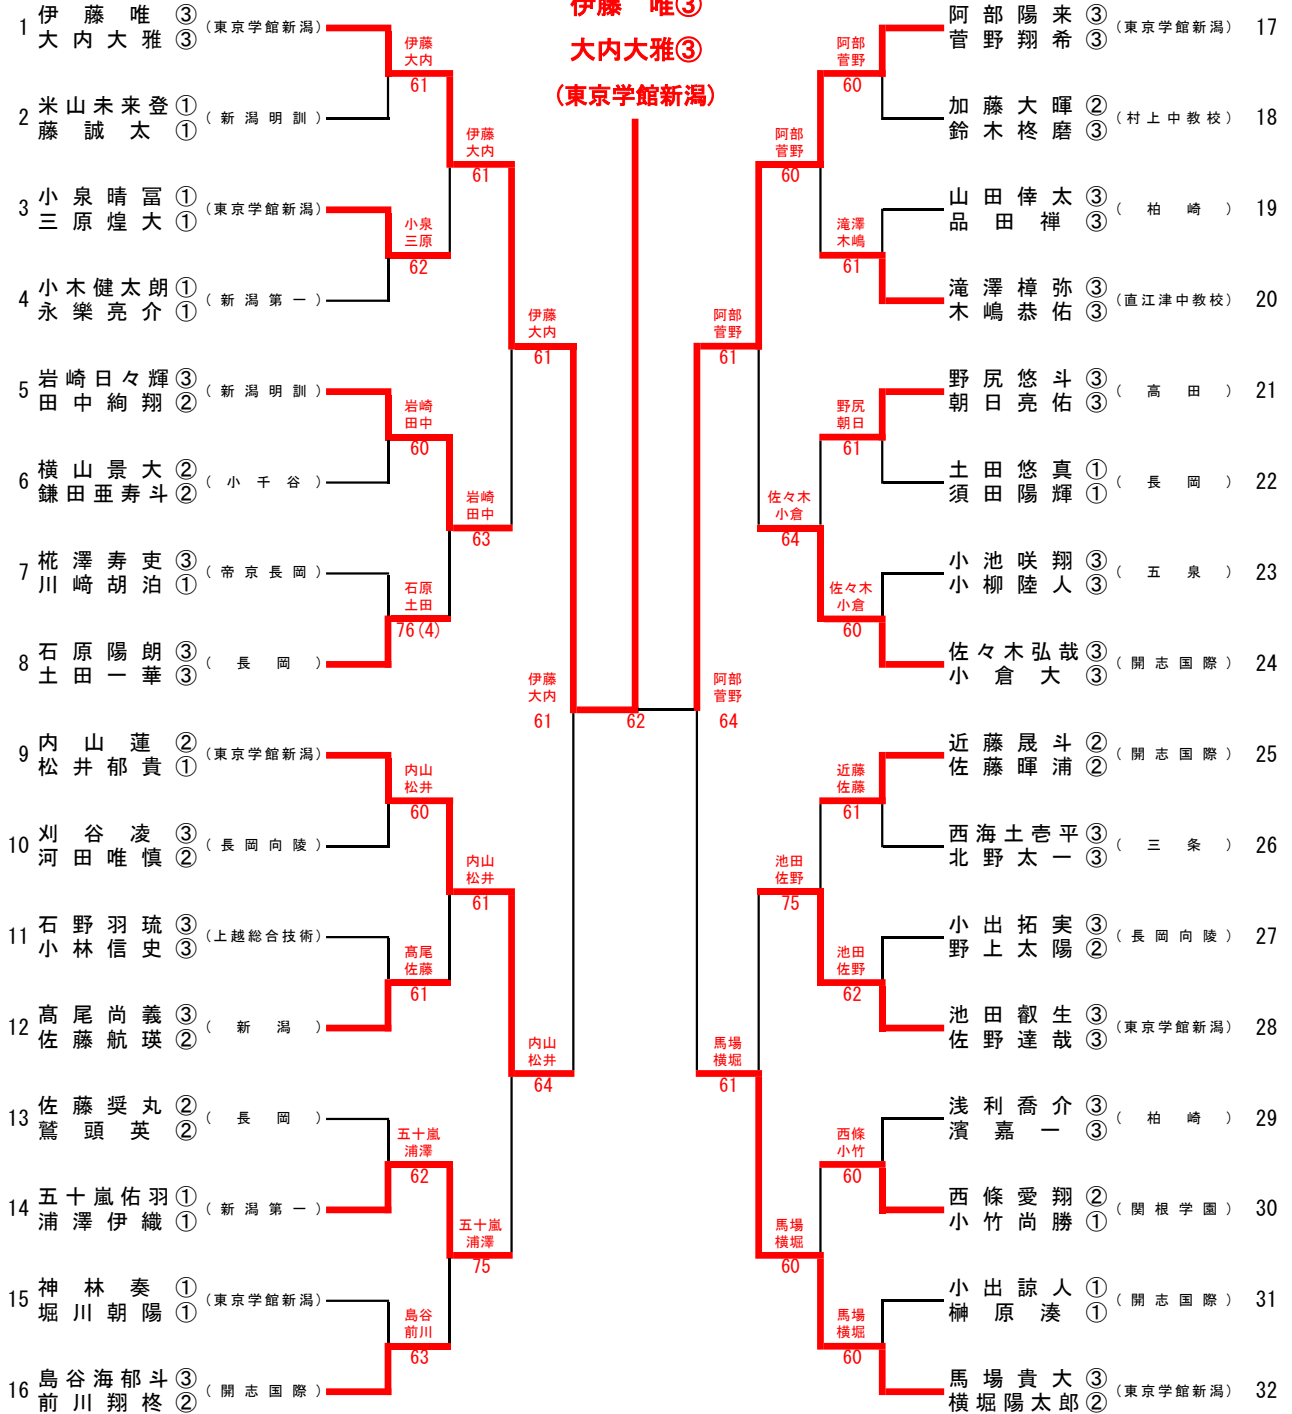 伊藤　唯③
大内大雅③
(東京学館新潟)
1 伊藤唯③ (東京学館新潟)
大内大雅③
2 米山未来登① (新潟明訓)
藤誠太①
3 小泉晴冨① (東京学館新潟)
三原煌大①
4 小木健太朗① (新潟第一)
永樂亮介①
5 岩崎日々輝③ (新潟明訓)
田中絢翔②
6 横山景大② (小千谷)
鎌田亜寿斗②
7 椛澤寿吏③ (帝京長岡)
川﨑胡泊①
8 石原陽朗③ (長岡)
土田一華③
9 内山蓮② (東京学館新潟)
松井郁貴①
10 刈谷凌③ (長岡向陵)
河田唯慎②
11 石野羽琉③ (上越総合技術)
小林信史③
12 髙尾尚義③ (新潟)
佐藤航瑛②
13 佐藤奨丸② (長岡)
鷲頭英②
14 五十嵐佑羽① (新潟第一)
浦澤伊織①
15 神林奏① (東京学館新潟)
堀川朝陽①
16 島谷海郁斗③ (開志国際)
前川翔柊②
伊藤
大内
61
小泉
三原
62
岩崎
田中
60
石原
土田
76(4)
内山
松井
60
髙尾
佐藤
61
五十嵐
浦澤
62
島谷
前川
63
伊藤
大内
61
岩崎
田中
63
内山
松井
61
五十嵐
浦澤
75
伊藤
大内
61
内山
松井
64
伊藤
大内
61
62
阿部
菅野
64
阿部
菅野
61
馬場
横堀
61
阿部
菅野
60
佐々木
小倉
64
池田
佐野
75
馬場
横堀
60
阿部
菅野
60
滝澤
木嶋
61
野尻
朝日
61
佐々木
小倉
60
近藤
佐藤
61
池田
佐野
62
西條
小竹
60
馬場
横堀
60
阿部陽来③ (東京学館新潟) 17
菅野翔希③
加藤大暉② (村上中教校) 18
鈴木柊磨③
山田倖太③ (柏崎) 19
品田禅③
滝澤樟弥③ (直江津中教校) 20
木嶋恭佑③
野尻悠斗③ (高田) 21
朝日亮佑③
土田悠真① (長岡) 22
須田陽輝①
小池咲翔③ (五泉) 23
小柳陸人③
佐々木弘哉③ (開志国際) 24
小倉大③
近藤晟斗② (開志国際) 25
佐藤暉浦②
西海土壱平③ (三条) 26
北野太一③
小出拓実③ (長岡向陵) 27
野上太陽②
池田叡生③ (東京学館新潟) 28
佐野達哉③
浅利喬介③ (柏崎) 29
濱嘉一③
西條愛翔② (関根学園) 30
小竹尚勝①
小出諒人① (開志国際) 31
榊原湊①
馬場貴大③ (東京学館新潟) 32
横堀陽太郎②